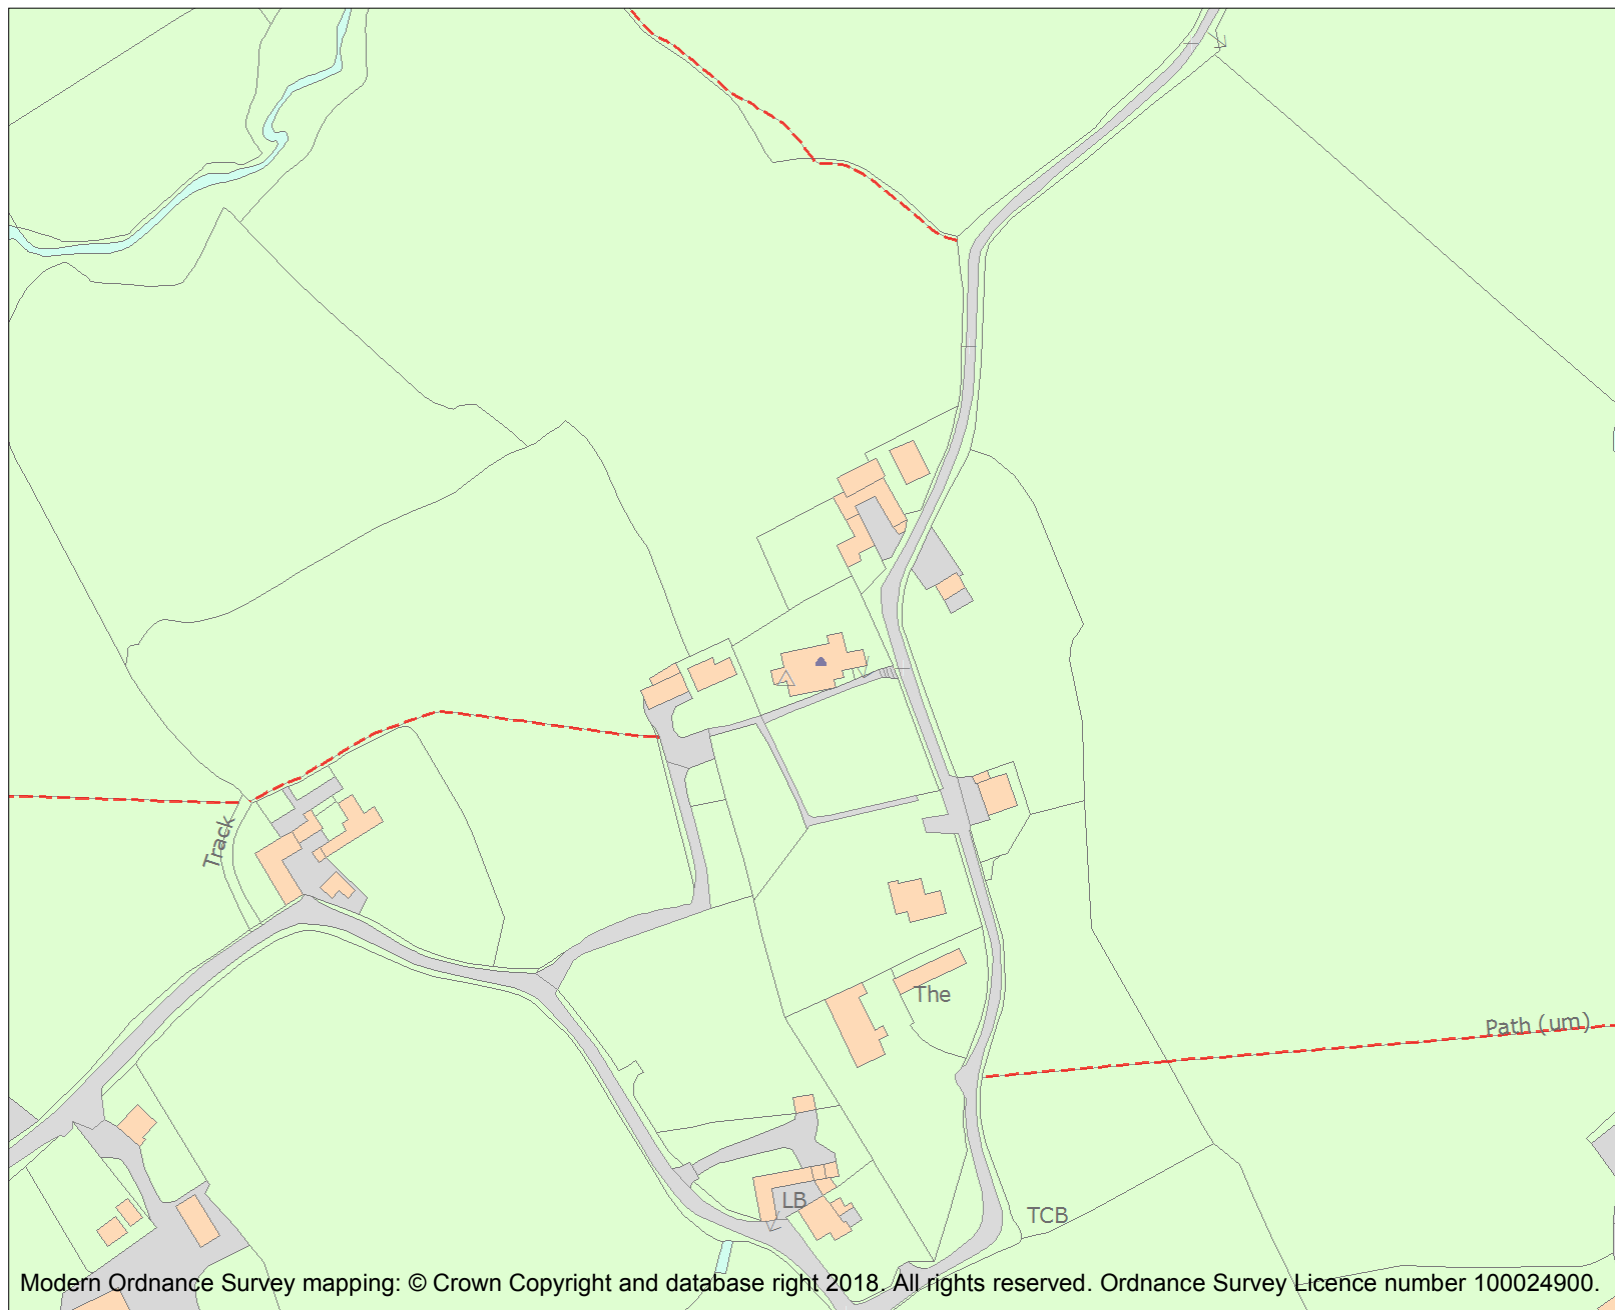 Track
The
Path (um)
LB
TCB
Modern Ordnance Survey mapping: © Crown Copyright and database right 2018. All rights reserved. Ordnance Survey Licence number 100024900.